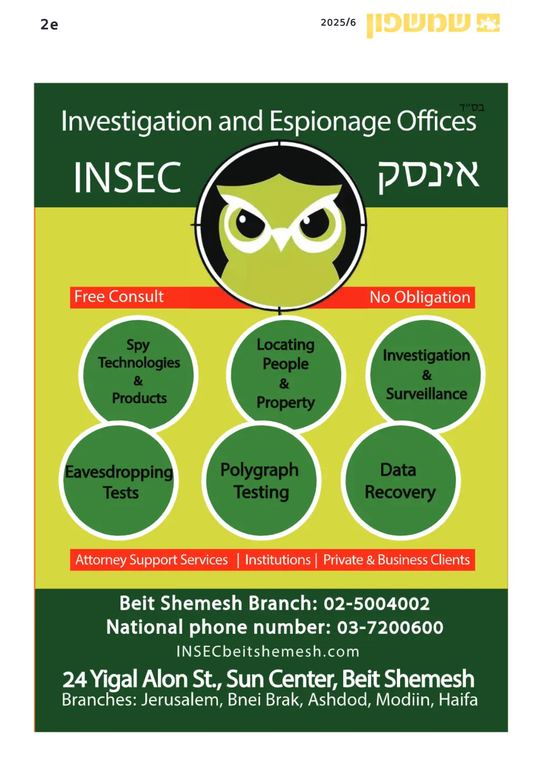 2e
2025/6
שמשפון
בס"ד
Investigation and Espionage Offices
INSEC
אינסק
Free Consult
No Obligation
Spy
Technologies
&
Products
Locating
People
&
Property
Investigation
&
Surveillance
Eavesdropping
Tests
Polygraph
Testing
Data
Recovery
Attorney Support Services | Institutions | Private & Business Clients
Beit Shemesh Branch: 02-5004002
National phone number: 03-7200600
INSECbeitshemesh.com
24 Yigal Alon St., Sun Center, Beit Shemesh
Branches: Jerusalem, Bnei Brak, Ashdod, Modiin, Haifa